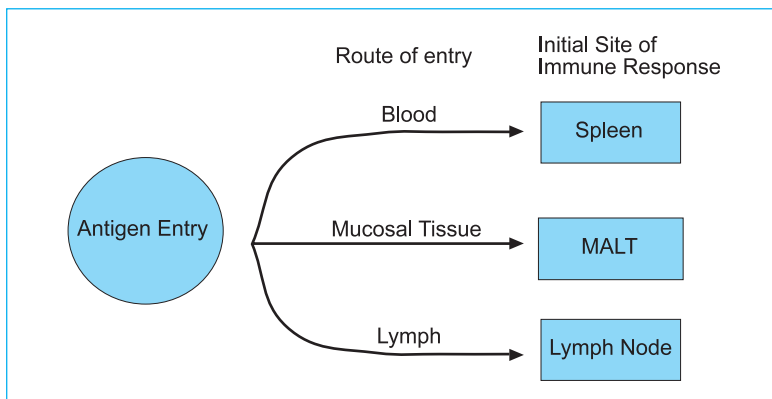 Route of entry
Initial Site of
Immune Response
Blood
Spleen
Antigen Entry
Mucosal Tissue
MALT
Lymph
Lymph Node